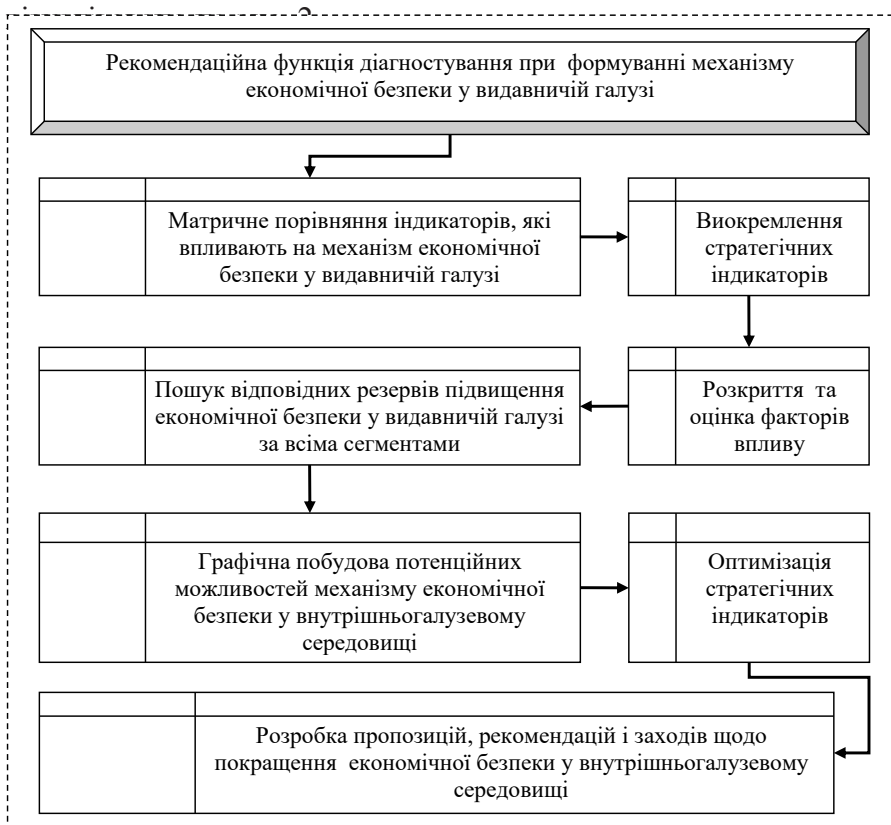 Рекомендаційна функція діагностування при формуванні механізму
економічної безпеки у видавничій галузі
Матричне порівняння індикаторів, які
впливають на механізм економічної
безпеки у видавничій галузі
Виокремлення
стратегічних
індикаторів
Пошук відповідних резервів підвищення
економічної безпеки у видавничій галузі
за всіма сегментами
Розкриття та
оцінка факторів
впливу
Графічна побудова потенційних
можливостей механізму економічної
безпеки у внутрішньогалузевому
середовищі
Оптимізація
стратегічних
індикаторів
Розробка пропозицій, рекомендацій і заходів щодо
покращення економічної безпеки у внутрішньогалузевому
середовищі